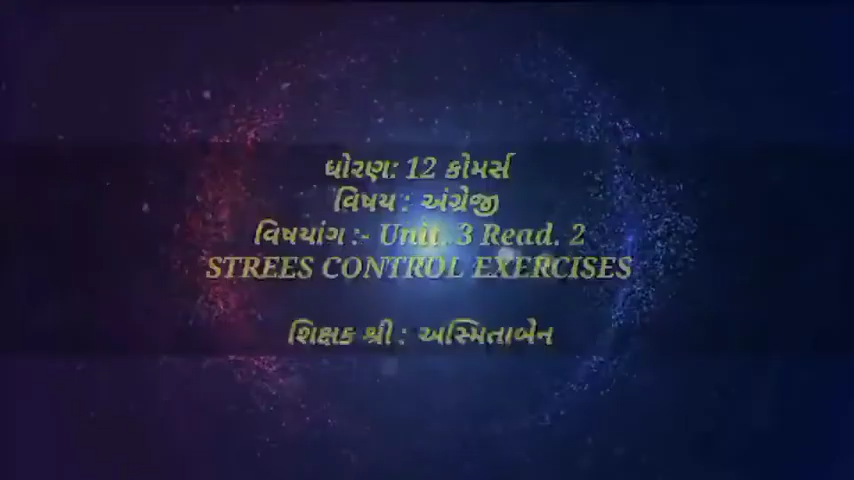 ધોરણ: 12 કોમર્સ
વિષય : અંગ્રેજી
વિષયાંગ :- Unit. 3 Read. 2
STREES CONTROL EXERCISES
શિક્ષક શ્રી : અસ્મિતાબેન